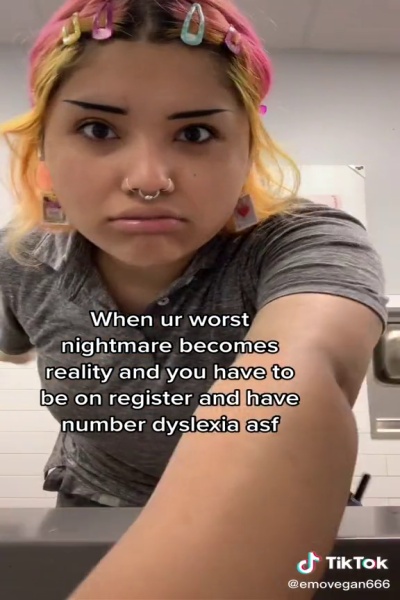 When ur worst
nightmare becomes
reality and you have to
be on register and have
number dyslexia asf
TikTok
@emovegan666